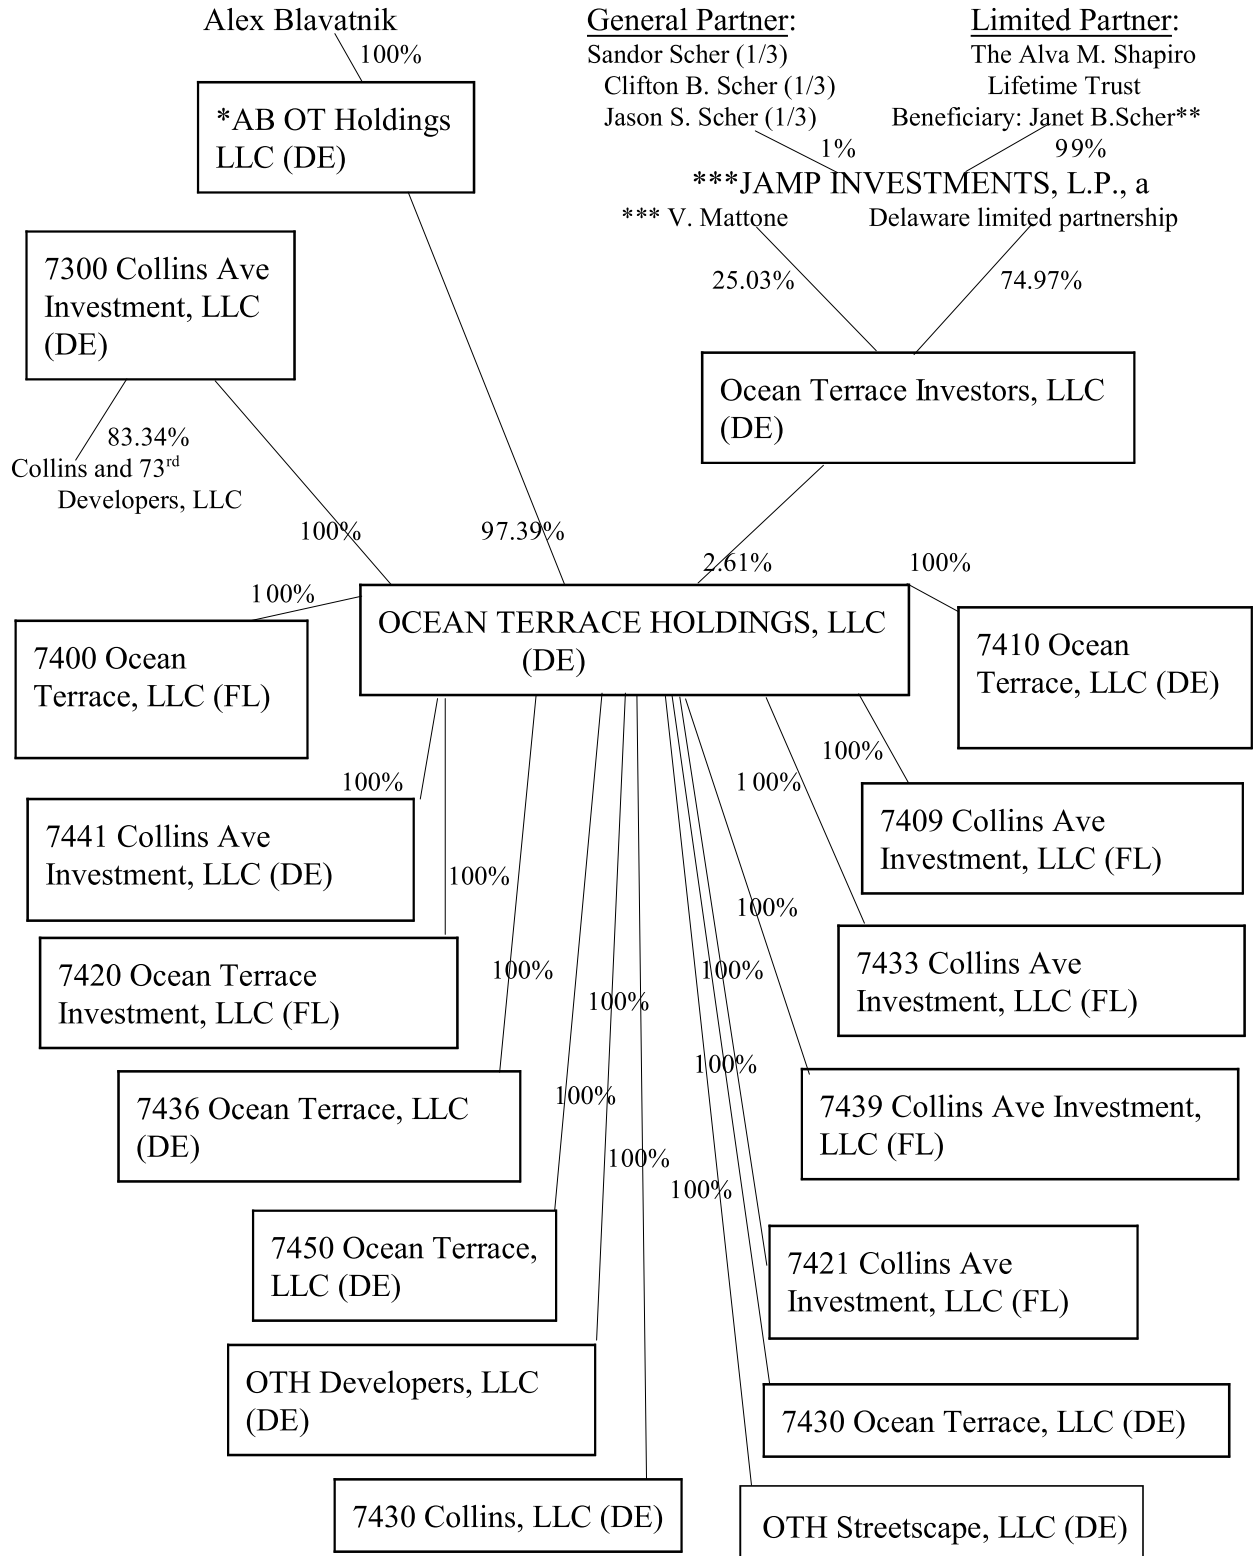 Alex Blavatnik
100%
*AB OT Holdings
LLC (DE)
General Partner:
Sandor Scher (1/3)
Clifton B. Scher (1/3)
Jason S. Scher (1/3)
1%
Limited Partner:
The Alva M. Shapiro
Lifetime Trust
Beneficiary: Janet B.Scher**
99%
***JAMP INVESTMENTS, L.P., a
*** V. Mattone
Delaware limited partnership
25.03%
74.97%
7300 Collins Ave
Investment, LLC
(DE)
Ocean Terrace Investors, LLC
(DE)
83.34%
Collins and 73rd
Developers, LLC
100%
97.39%
2.61%
100%
100%
OCEAN TERRACE HOLDINGS, LLC
(DE)
7400 Ocean
Terrace, LLC (FL)
7410 Ocean
Terrace, LLC (DE)
100%
100%
100%
7441 Collins Ave
Investment, LLC (DE)
7409 Collins Ave
Investment, LLC (FL)
100%
100%
7420 Ocean Terrace
Investment, LLC (FL)
100%
100%
100%
7433 Collins Ave
Investment, LLC (FL)
100%
7436 Ocean Terrace, LLC
(DE)
100%
7439 Collins Ave Investment,
LLC (FL)
100%
100%
7450 Ocean Terrace,
LLC (DE)
7421 Collins Ave
Investment, LLC (FL)
OTH Developers, LLC
(DE)
7430 Ocean Terrace, LLC (DE)
7430 Collins, LLC (DE)
OTH Streetscape, LLC (DE)